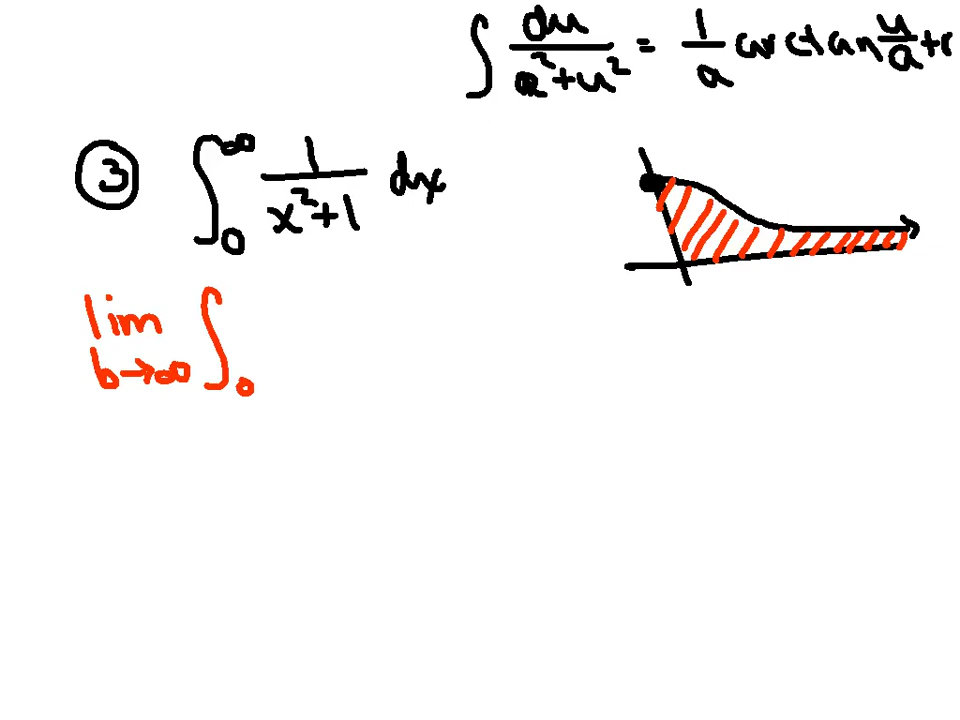 ∫ du/(a²+u²) = 1/a arctan u/a + c
③ ∫₀^∞ 1/(x²+1) dx
lim b→∞ ∫₀